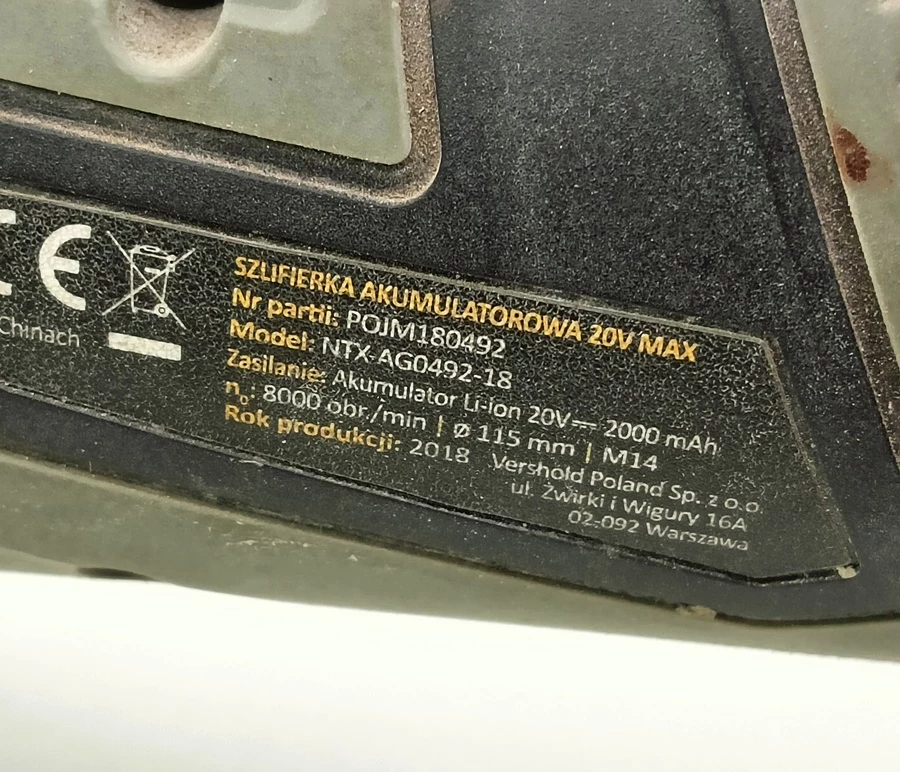 CE
Chinach
SZLIFIERKA AKUMULATOROWA 20V MAX
Nr partii: POJM180492
Model: NTX-AG0492-18
Zasilanie: Akumulator Li-ion 20V⎓ 2000 mAh
n₀: 8000 obr./min | ø 115 mm | M14
Rok produkcji: 2018
Vershold Poland Sp. z o.o.
ul. Żwirki i Wigury 16A
02-092 Warszawa